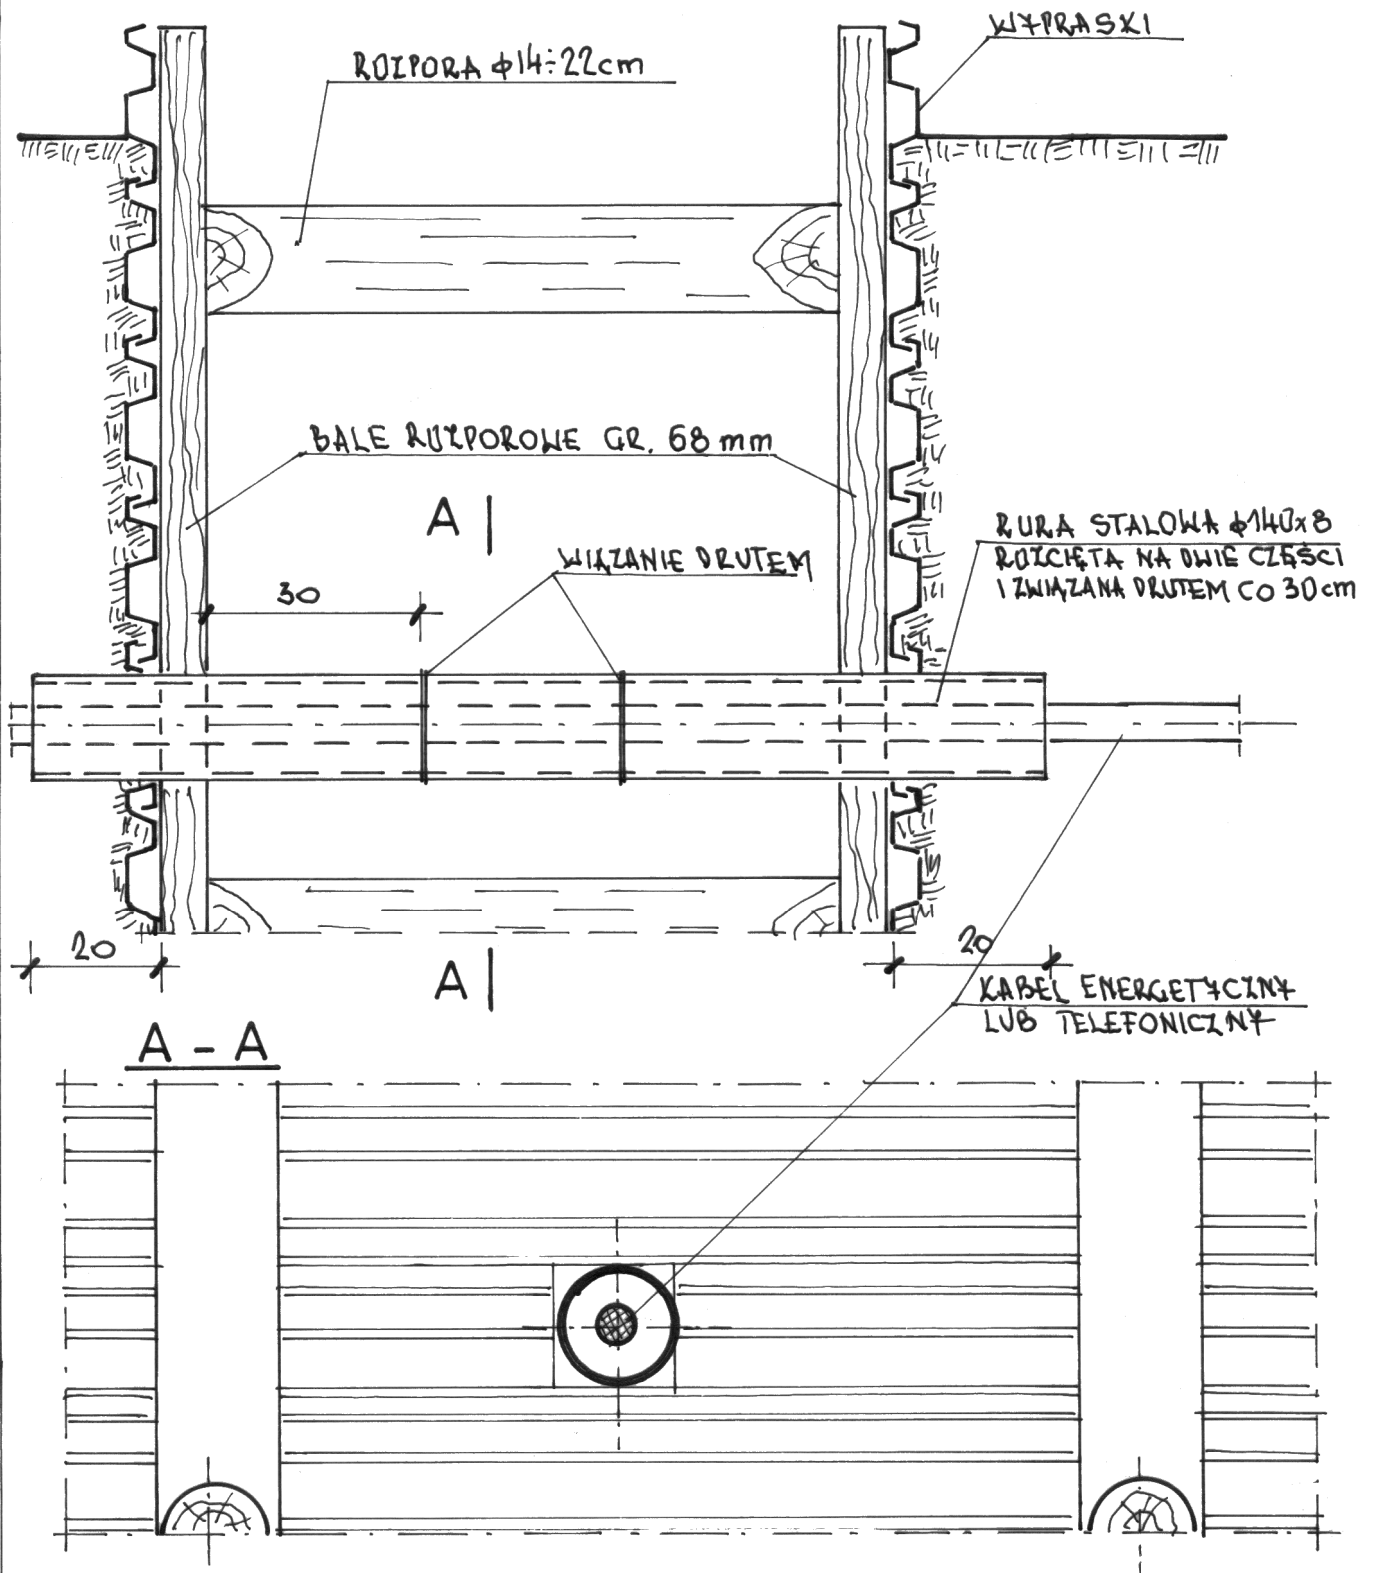 WYPRASKI
ROZPORA ϕ14÷22cm
BALE ROZPOROWE GR. 68 mm
A
RURA STALOWA ϕ140x8
ROZCIĘTA NA DWIE CZĘŚCI
I ZWIĄZANA DRUTEM CO 30cm
WIĄZANIE DRUTEM
30
20
20
A
KABEL ENERGETYCZNY
LUB TELEFONICZNY
A - A